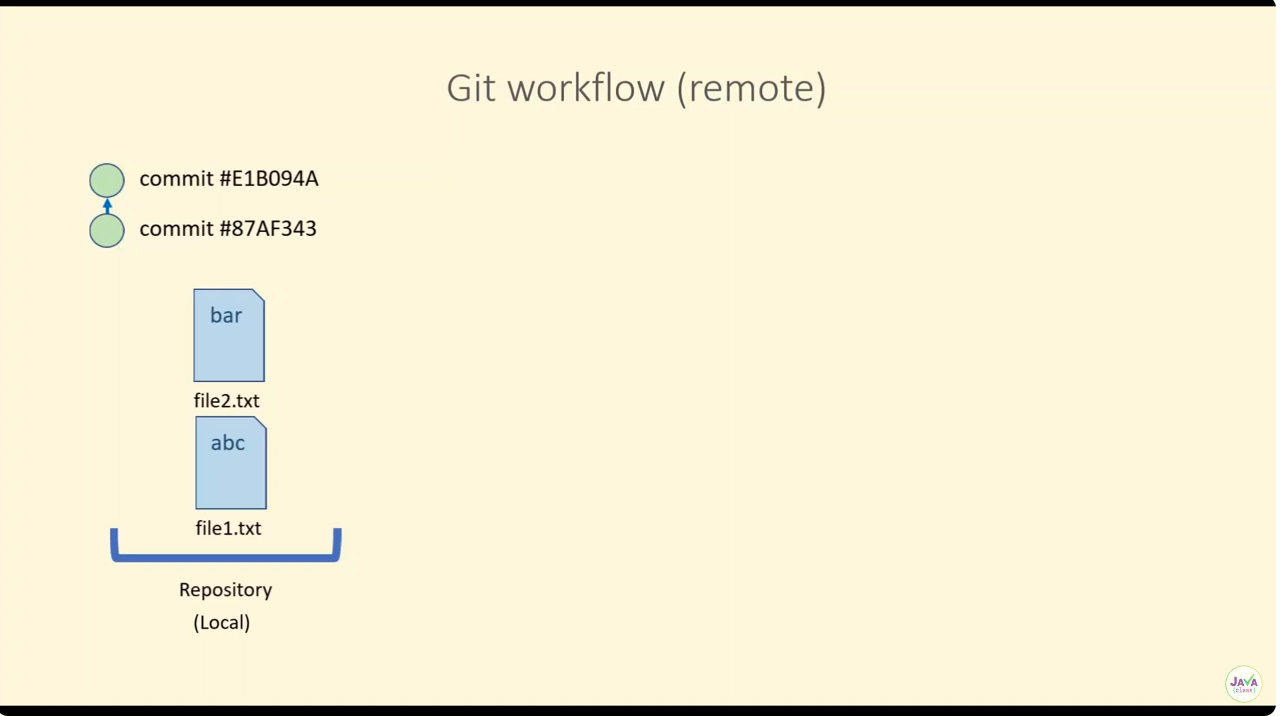 Git workflow (remote)
commit #E1B094A
commit #87AF343
bar
file2.txt
abc
file1.txt
Repository
(Local)
JAVA
{class}